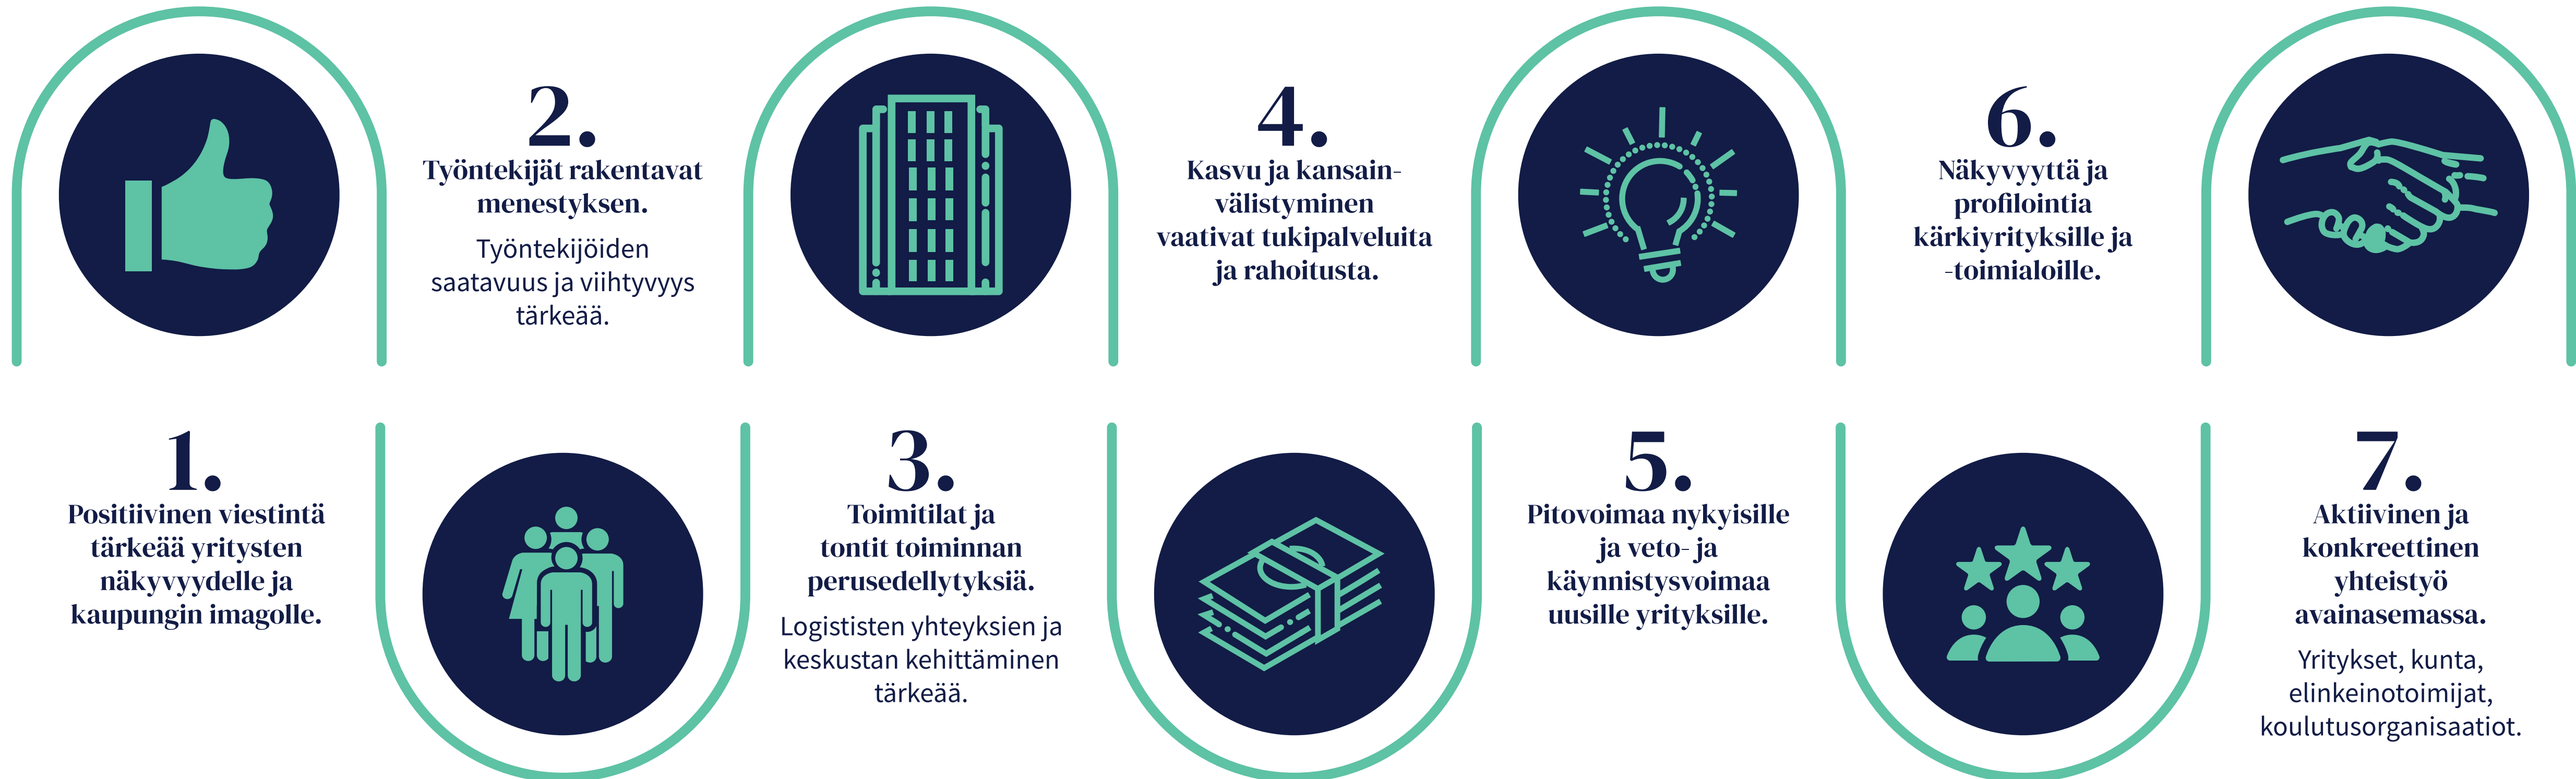 1.
Positiivinen viestintä
tärkeää yritysten
näkyvyydelle ja
kaupungin imagolle.
2.
Työntekijät rakentavat
menestyksen.
Työntekijöiden
saatavuus ja viihtyvyys
tärkeää.
3.
Toimitilat ja
tontit toiminnan
perusedellytyksiä.
Logististen yhteyksien ja
keskustan kehittäminen
tärkeää.
4.
Kasvu ja kansain-
välistyminen
vaativat tukipalveluita
ja rahoitusta.
5.
Pitovoimaa nykyisille
ja veto- ja
käynnistysvoimaa
uusille yrityksille.
6.
Näkyvyyttä ja
profilointia
kärkiyrityksille ja
-toimialoille.
7.
Aktiivinen ja
konkreettinen
yhteistyö
avainasemassa.
Yritykset, kunta,
elinkeinotoimijat,
koulutusorganisaatiot.